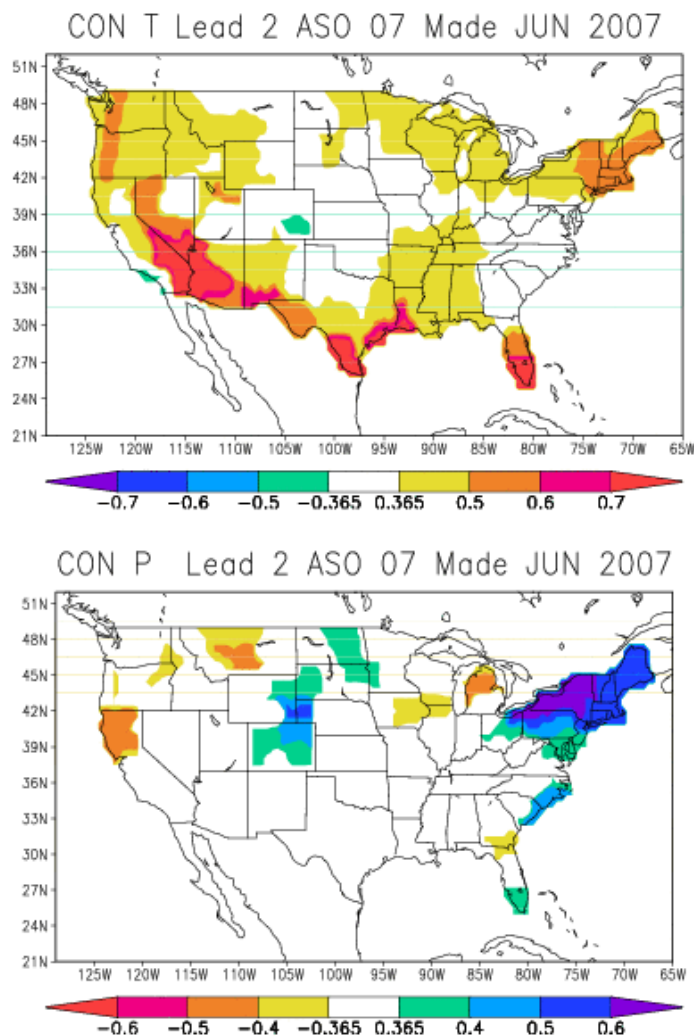 CON T Lead 2 ASO 07 Made JUN 2007
51N
48N
45N
42N
39N
36N
33N
30N
27N
24N
21N
125W 120W 115W 110W 105W 100W 95W 90W 85W 80W 75W 70W 65W
-0.7 -0.6 -0.5 -0.365 0.365 0.5 0.6 0.7
CON P Lead 2 ASO 07 Made JUN 2007
51N
48N
45N
42N
39N
36N
33N
30N
27N
24N
21N
125W 120W 115W 110W 105W 100W 95W 90W 85W 80W 75W 70W 65W
-0.6 -0.5 -0.4 -0.365 0.365 0.4 0.5 0.6